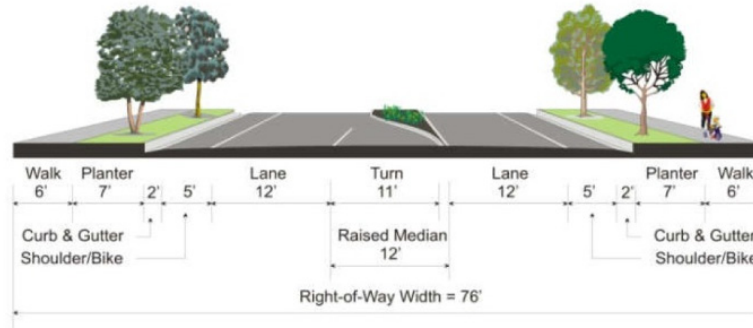 Walk Planter Lane Turn Lane Planter Walk
6' 7' 2' 5' 12' 11' 12' 5' 2' 7' 6'
Curb & Gutter Raised Median Curb & Gutter
Shoulder/Bike 12' Shoulder/Bike
Right-of-Way Width = 76'